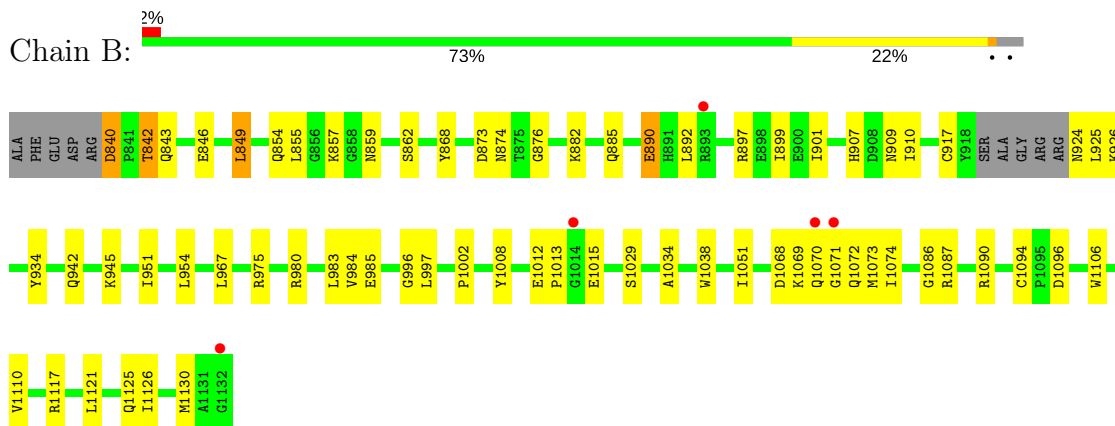 2%
Chain B:
73% 22% • •
ALA PHE GLU ASP ARG D840 P841 T842 Q843 E846 L849 Q854 L855 G856 K857 G858 N859 S862 Y868 D873 N874 T875 G876 K882 Q885 E890 H891 L892 R893 R897 E898 I899 E900 I901 H907 D908 N909 I910 C917 Y918 SER ALA GLY ARG ARG N924 L925 K926
Y934 Q942 K945 I951 L954 L967 R975 R980 L983 V984 E985 G996 L997 P1002 Y1008 E1012 P1013 G1014 E1015 S1029 A1034 W1038 I1051 D1068 K1069 Q1070 G1071 Q1072 M1073 I1074 G1086 R1087 R1090 C1094 P1095 D1096 W1106
V1110 R1117 L1121 Q1125 I1126 M1130 A1131 G1132